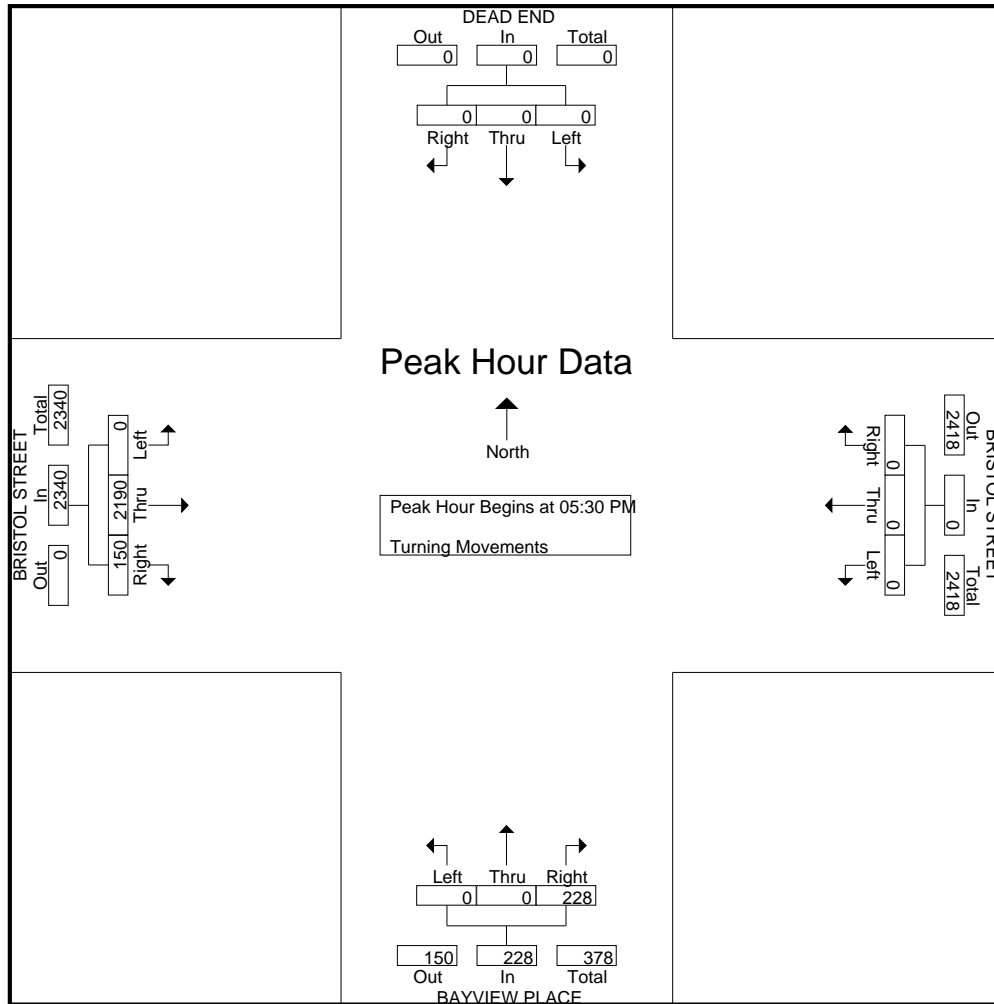 DEAD END
Out In Total
0 0 0
0 0 0
Right Thru Left
Peak Hour Data
North
Peak Hour Begins at 05:30 PM
Turning Movements
BRISTOL STREET
Out In Total
0 2340 2340
150 2190 0
Right Thru Left
BRISTOL STREET
Out In Total
2418 0 2418
0 0 0
Right Thru Left
Left Thru Right
0 0 228
150 228 378
Out In Total
BAYVIEW PLACE